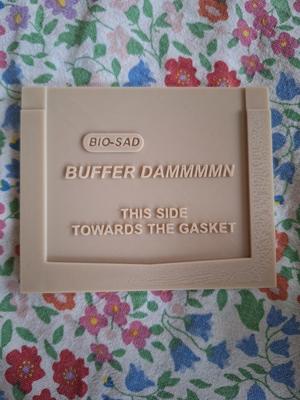 BIO-SAD
BUFFER DAMMMMN
THIS SIDE
TOWARDS THE GASKET